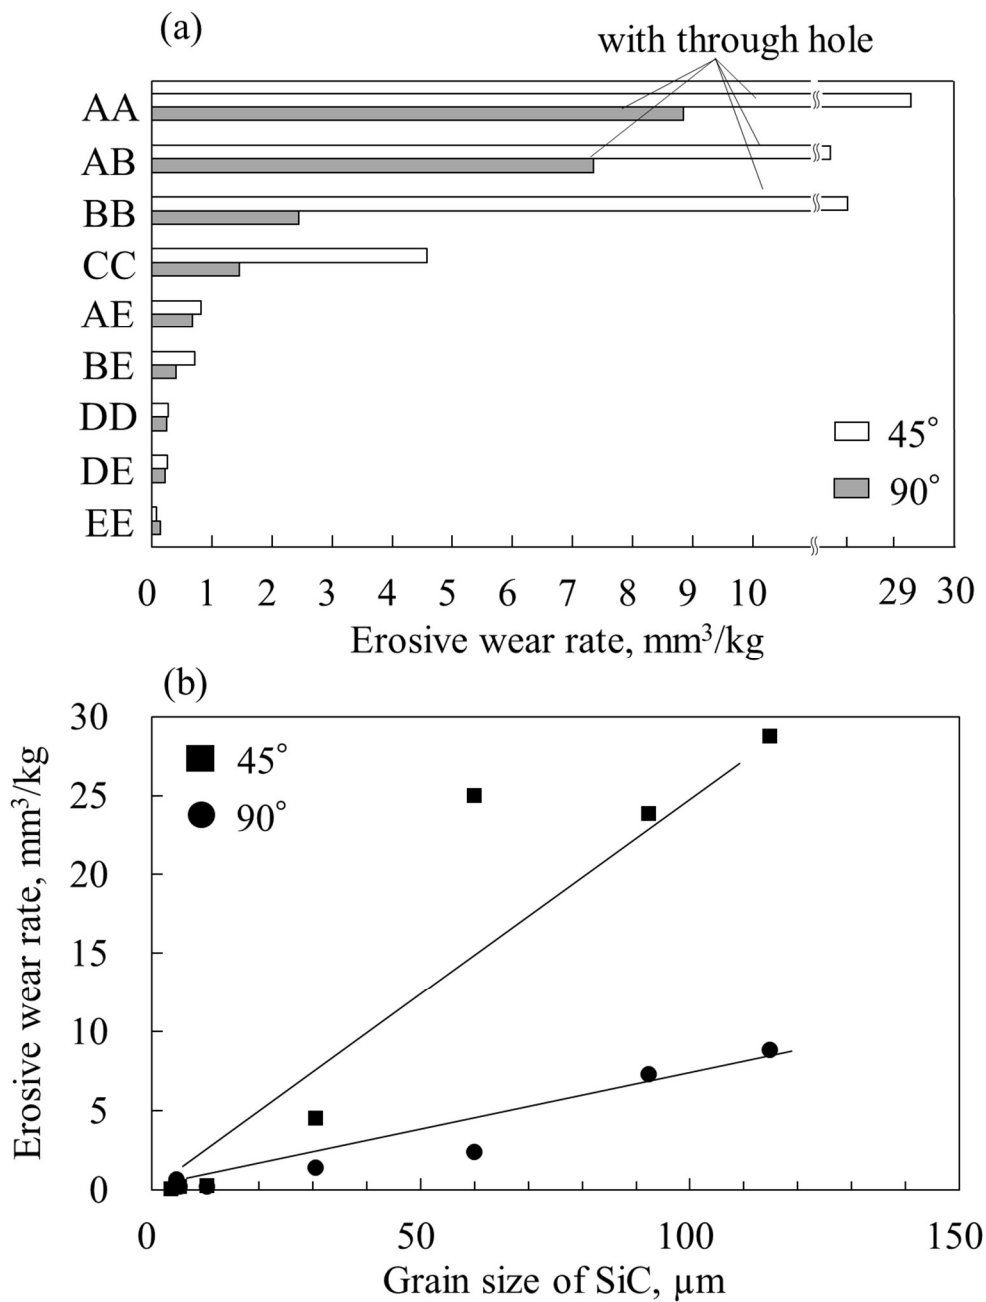 (a)
with through hole
AA
AB
BB
CC
AE
BE
DD
DE
EE
45°
90°
0 1 2 3 4 5 6 7 8 9 10 29 30
Erosive wear rate, mm³/kg
(b)
45°
90°
30
25
20
15
10
5
0
Erosive wear rate, mm³/kg
0 50 100 150
Grain size of SiC, μm